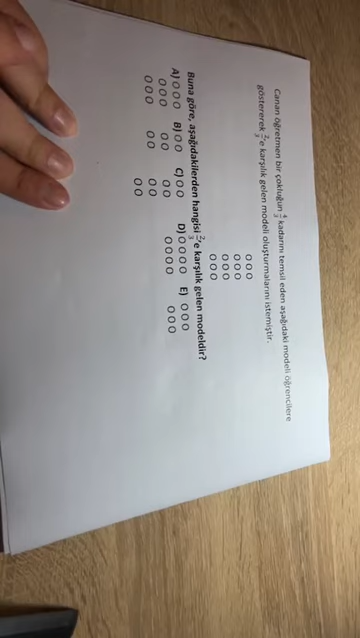 Canan öğretmen bir çokluğun 4/3 kadarını temsil eden aşağıdaki modeli öğrencilere
göstererek 2/3'e karşılık gelen modeli oluşturmalarını istemiştir.
O O O
O O O
O O O
O O O
Buna göre, aşağıdakilerden hangisi 2/3'e karşılık gelen modeldir?
A) O O O B) O O C) O O D) O O O O E) O O O
O O O O O O O O O O O O O O
O O O O O O O
O O